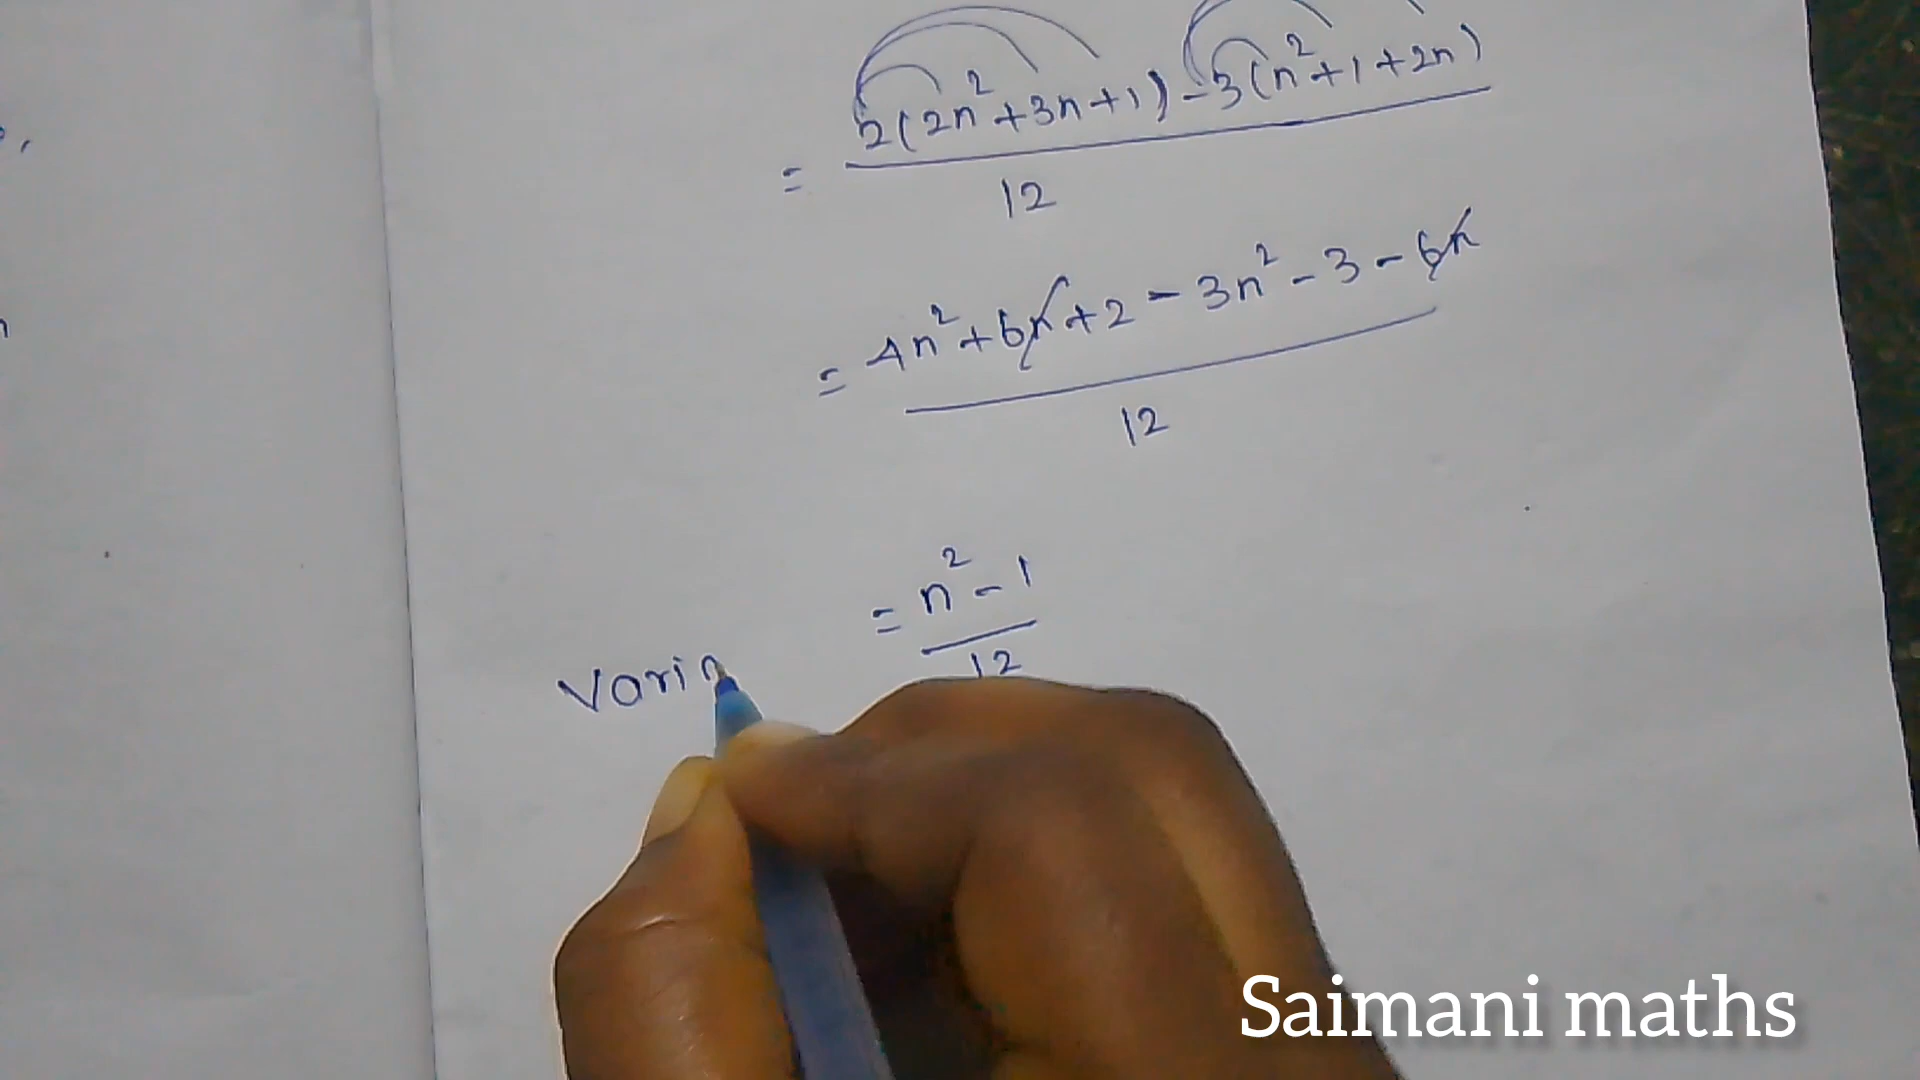 = 2(2n²+3n+1)-3(n²+1+2n)
12
= 4n²+6n+2-3n²-3-6n
12
= n²-1
12
Vari
Saimani maths